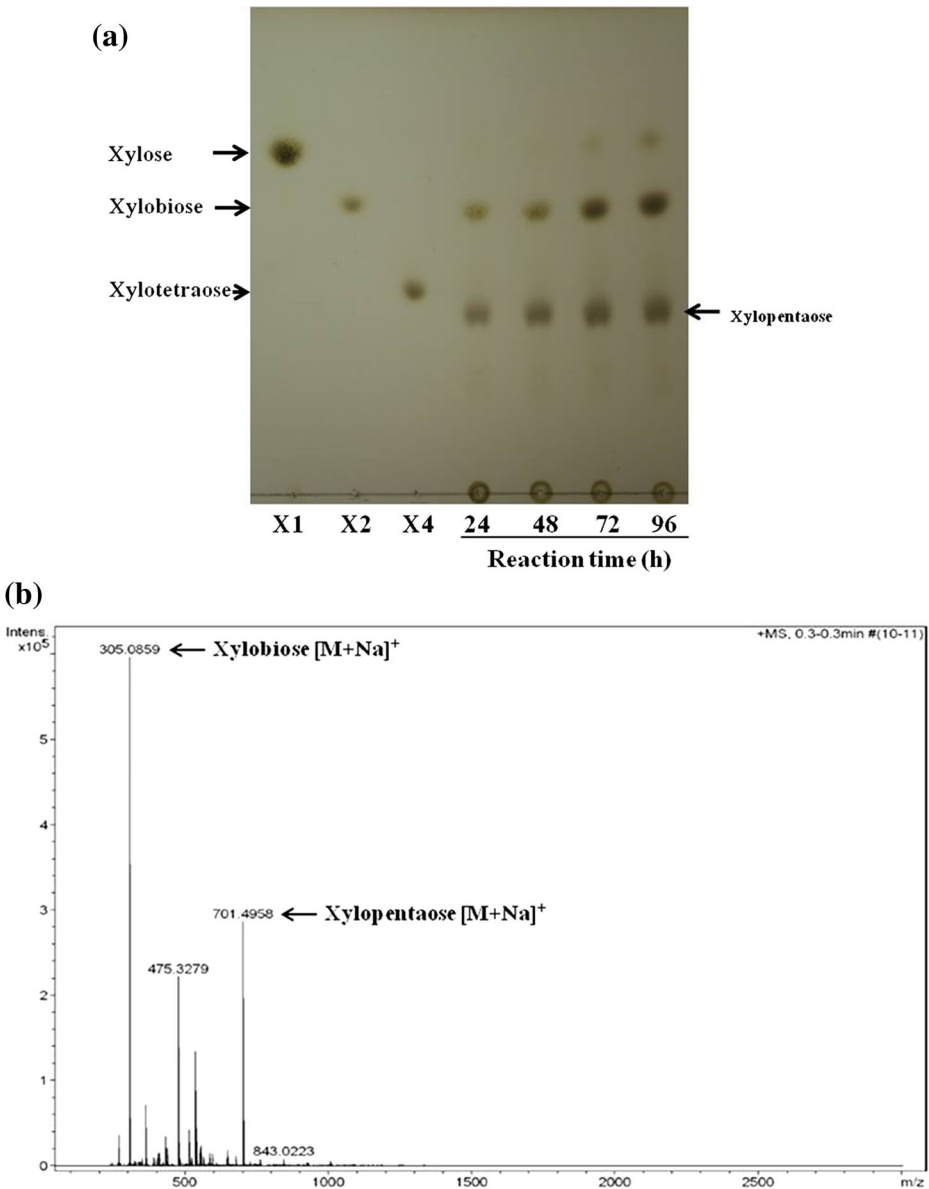 (a)
Xylose
Xylobiose
Xylotetraose
Xylopentaose
X1 X2 X4 24 48 72 96
Reaction time (h)
(b)
Intens. +MS, 0.3-0.3min #(10-11)
x10⁵
305.0859 Xylobiose [M+Na]⁺
5
4
3
701.4958 Xylopentaose [M+Na]⁺
475.3279
2
1
843.0223
0
500 1000 1500 2000 2500 m/z